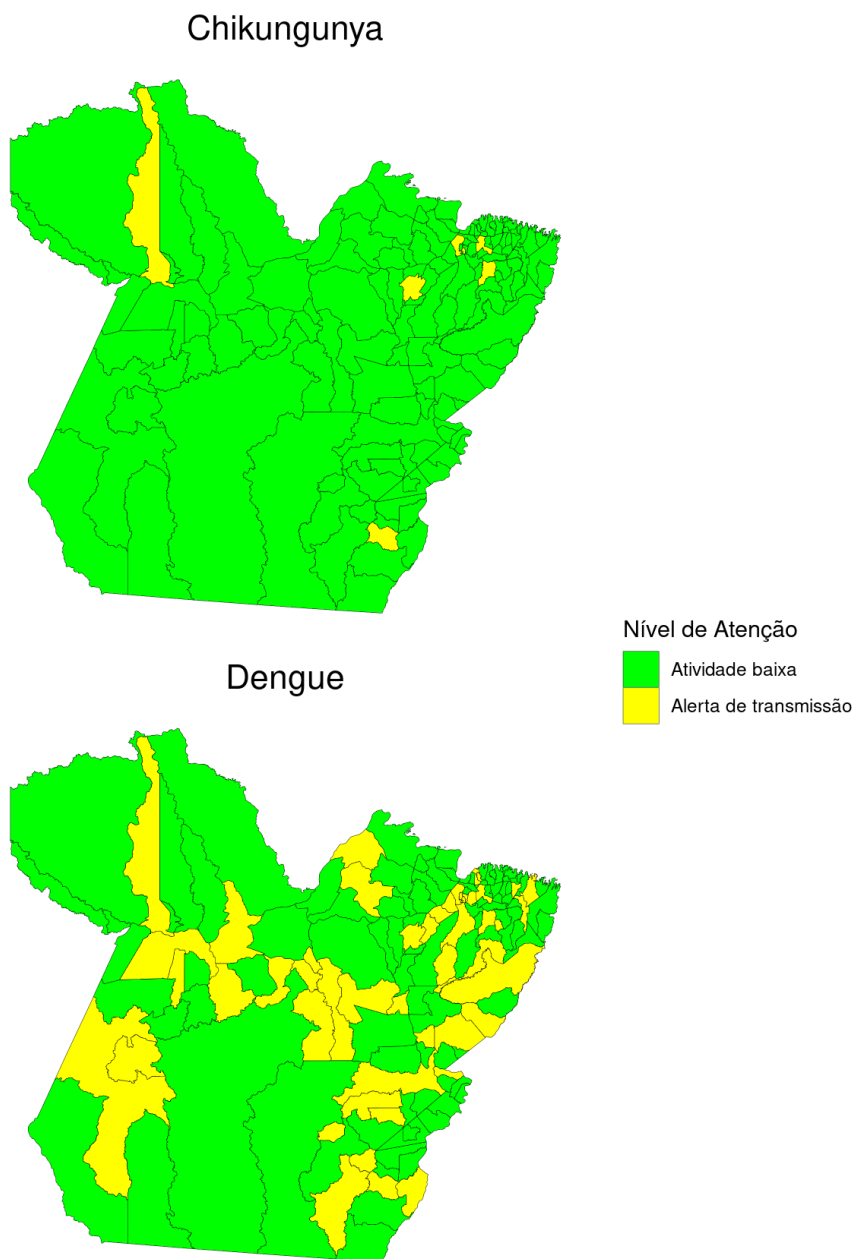 Chikungunya
Nível de Atenção
Atividade baixa
Alerta de transmissão
Dengue